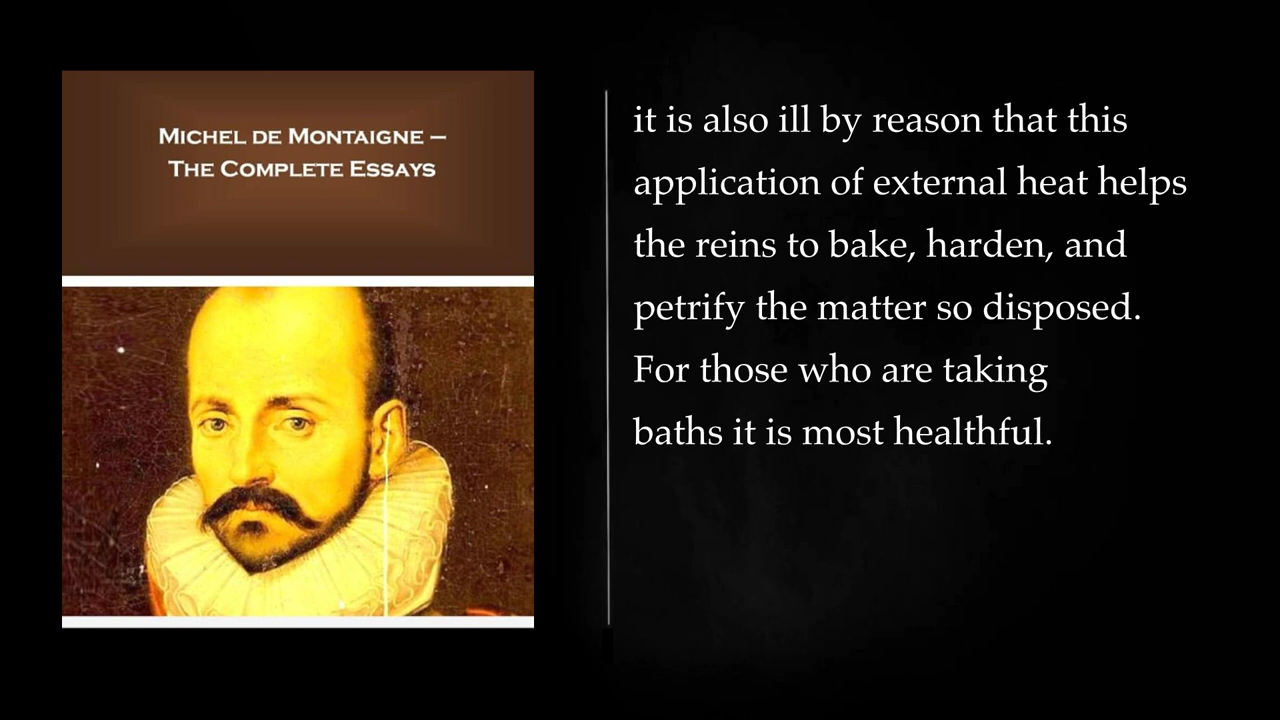 MICHEL DE MONTAIGNE –
THE COMPLETE ESSAYS
it is also ill by reason that this
application of external heat helps
the reins to bake, harden, and
petrify the matter so disposed.
For those who are taking
baths it is most healthful.